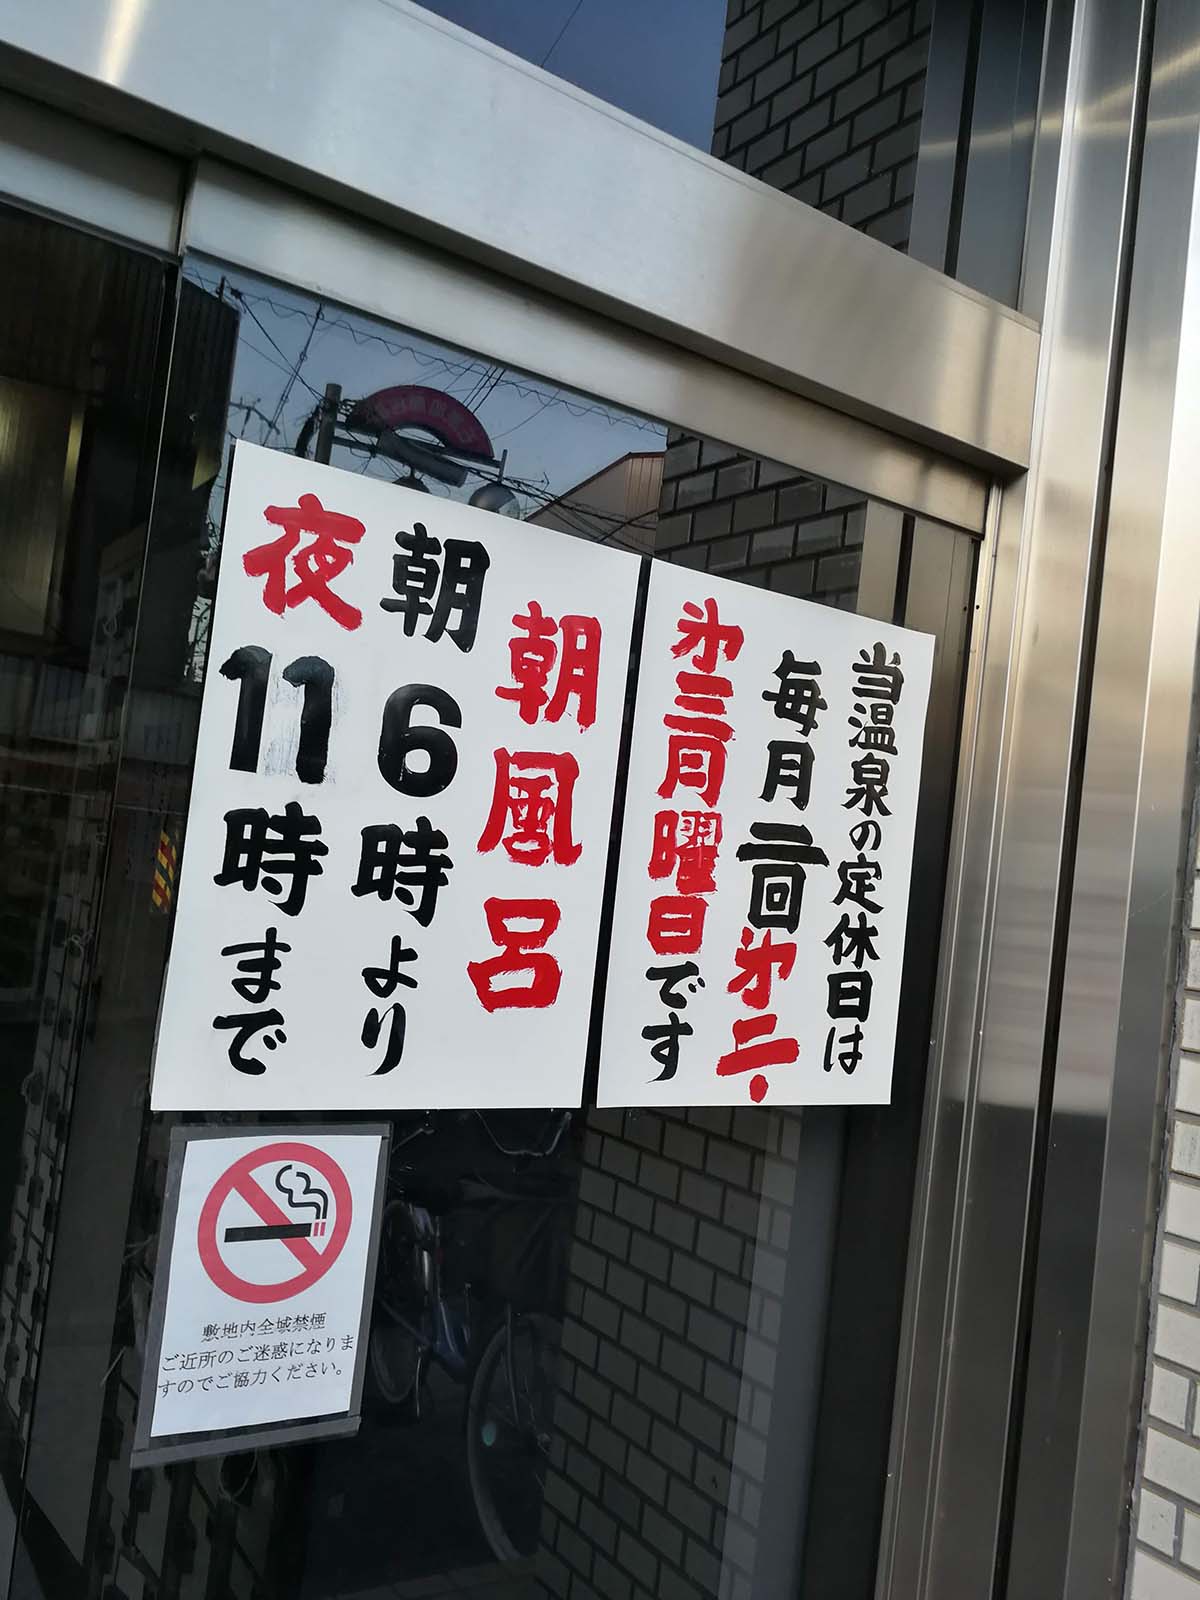 当温泉の定休日は
毎月二回第二、
第三月曜日です
朝風呂
朝6時より
夜11時まで
敷地内全域禁煙
ご近所のご迷惑になりま
すのでご協力ください。